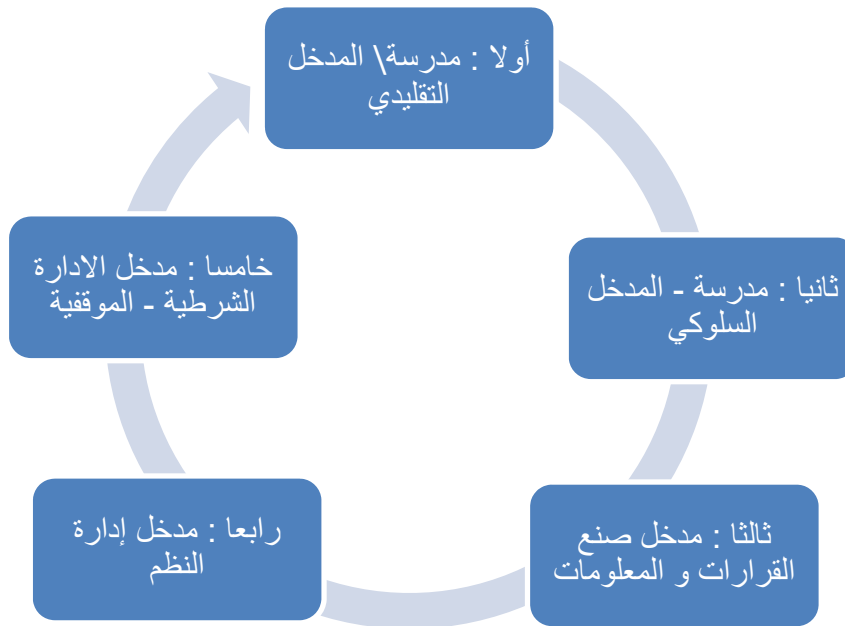 أولا : مدرسة\ المدخل
التقليدي
ثانيا : مدرسة - المدخل
السلوكي
ثالثا : مدخل صنع
القرارات و المعلومات
رابعا : مدخل إدارة
النظم
خامسا : مدخل الادارة
الشرطية - الموقفية